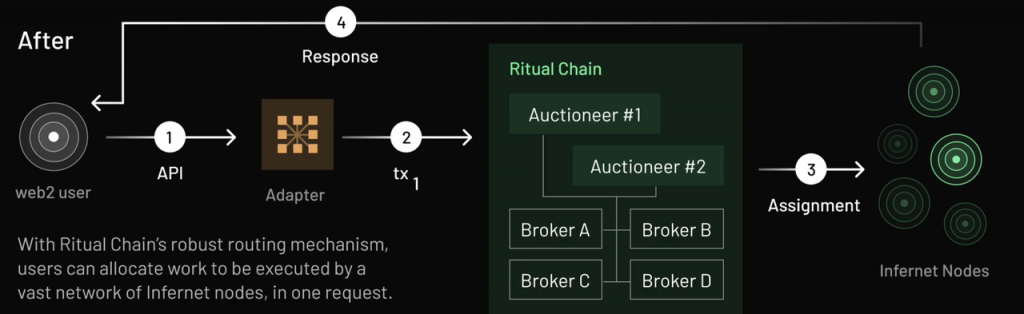 After
4
Response
Ritual Chain
Auctioneer #1
1
2
Auctioneer #2
3
API
tx 1
web2 user
Adapter
Assignment
Broker A
Broker B
With Ritual Chain’s robust routing mechanism,
users can allocate work to be executed by a
vast network of Infernet nodes, in one request.
Broker C
Broker D
Infernet Nodes